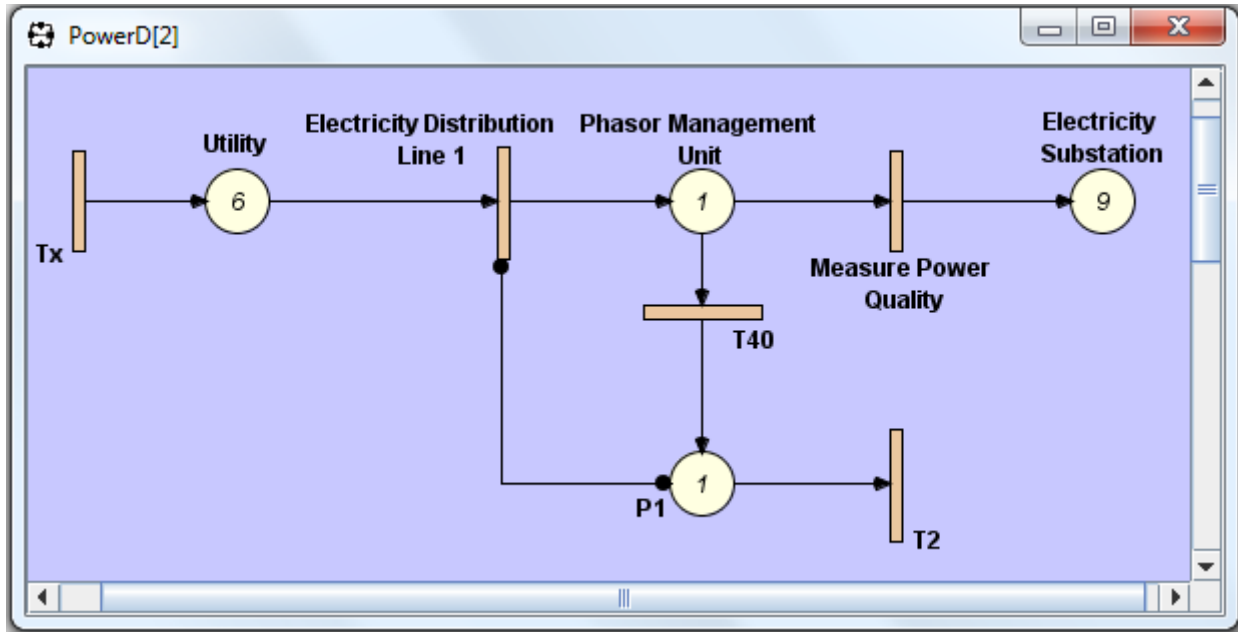 PowerD[2]
Electricity Distribution
Line 1
Phasor Management
Unit
Electricity
Substation
Utility
6
1
9
Tx
Measure Power
Quality
T40
P1
1
T2